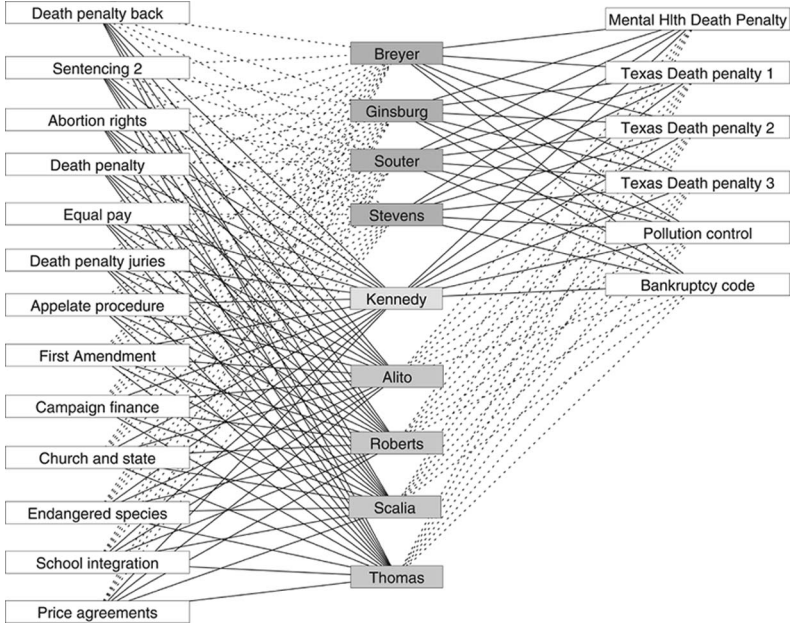 Death penalty back
Sentencing 2
Abortion rights
Death penalty
Equal pay
Death penalty juries
Appelate procedure
First Amendment
Campaign finance
Church and state
Endangered species
School integration
Price agreements
Breyer
Ginsburg
Souter
Stevens
Kennedy
Alito
Roberts
Scalia
Thomas
Mental Hlth Death Penalty
Texas Death penalty 1
Texas Death penalty 2
Texas Death penalty 3
Pollution control
Bankruptcy code